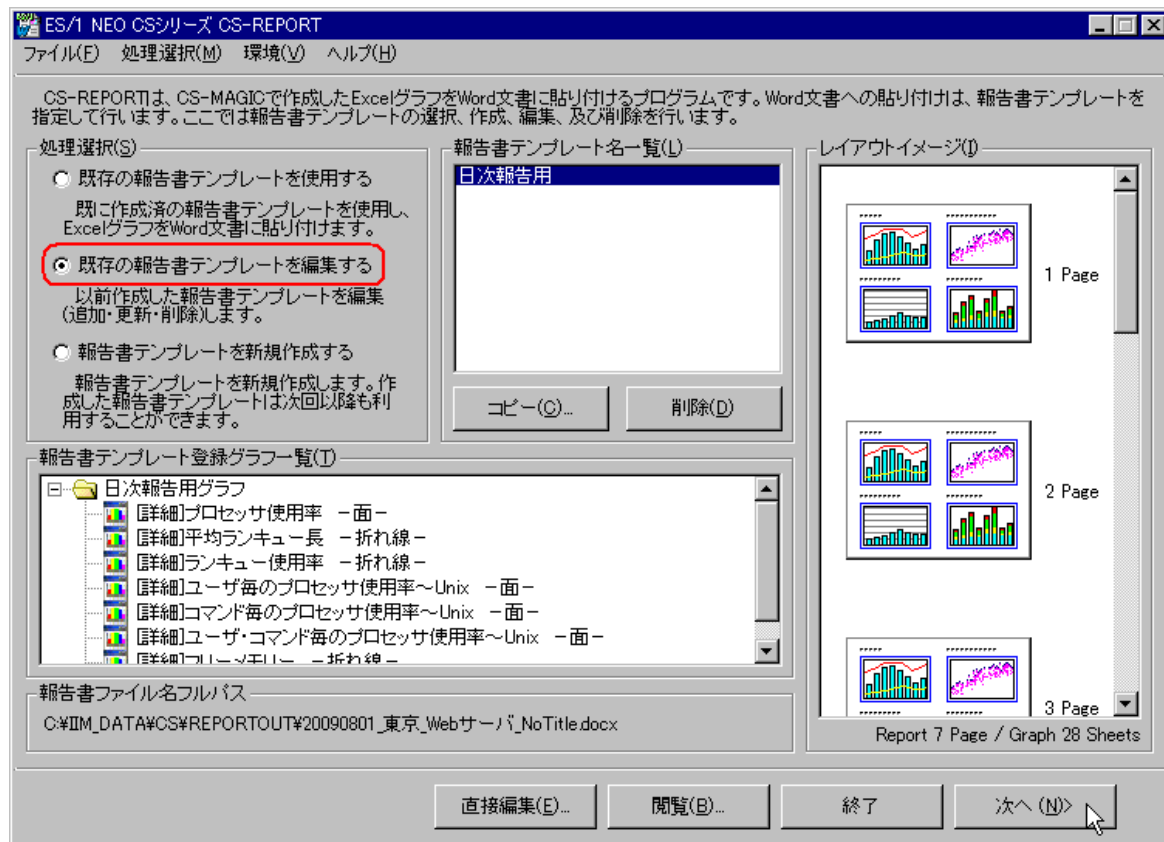 ES/1 NEO CSシリーズ CS-REPORT
ファイル(F) 処理選択(M) 環境(V) ヘルプ(H)
CS-REPORTは、CS-MAGICで作成したExcelグラフをWord文書に貼り付けるプログラムです。Word文書への貼り付けは、報告書テンプレートを
指定して行います。ここでは報告書テンプレートの選択、作成、編集、及び削除を行います。
処理選択(S)
既存の報告書テンプレートを使用する
既に作成済の報告書テンプレートを使用し、
ExcelグラフをWord文書に貼り付けます。
既存の報告書テンプレートを編集する
以前作成した報告書テンプレートを編集
(追加・更新・削除)します。
報告書テンプレートを新規作成する
報告書テンプレートを新規作成します。作
成した報告書テンプレートは次回以降も利
用することができます。
報告書テンプレート名一覧(L)
日次報告用
コピー(C)...
削除(D)
レイアウトイメージ(I)
1 Page
2 Page
3 Page
Report 7 Page / Graph 28 Sheets
報告書テンプレート登録グラフ一覧(T)
日次報告用グラフ
[詳細]プロセッサ使用率 -面-
[詳細]平均ランキュー長 -折れ線-
[詳細]ランキュー使用率 -折れ線-
[詳細]ユーザ毎のプロセッサ使用率~Unix -面-
[詳細]コマンド毎のプロセッサ使用率~Unix -面-
[詳細]ユーザ・コマンド毎のプロセッサ使用率~Unix -面-
[詳細]フリーメモリー -折れ線-
報告書ファイル名フルパス
C:¥IIM_DATA¥CS¥REPORTOUT¥20090801_東京_Webサーバ_NoTitle.docx
直接編集(E)...
閲覧(B)...
終了
次へ (N)>